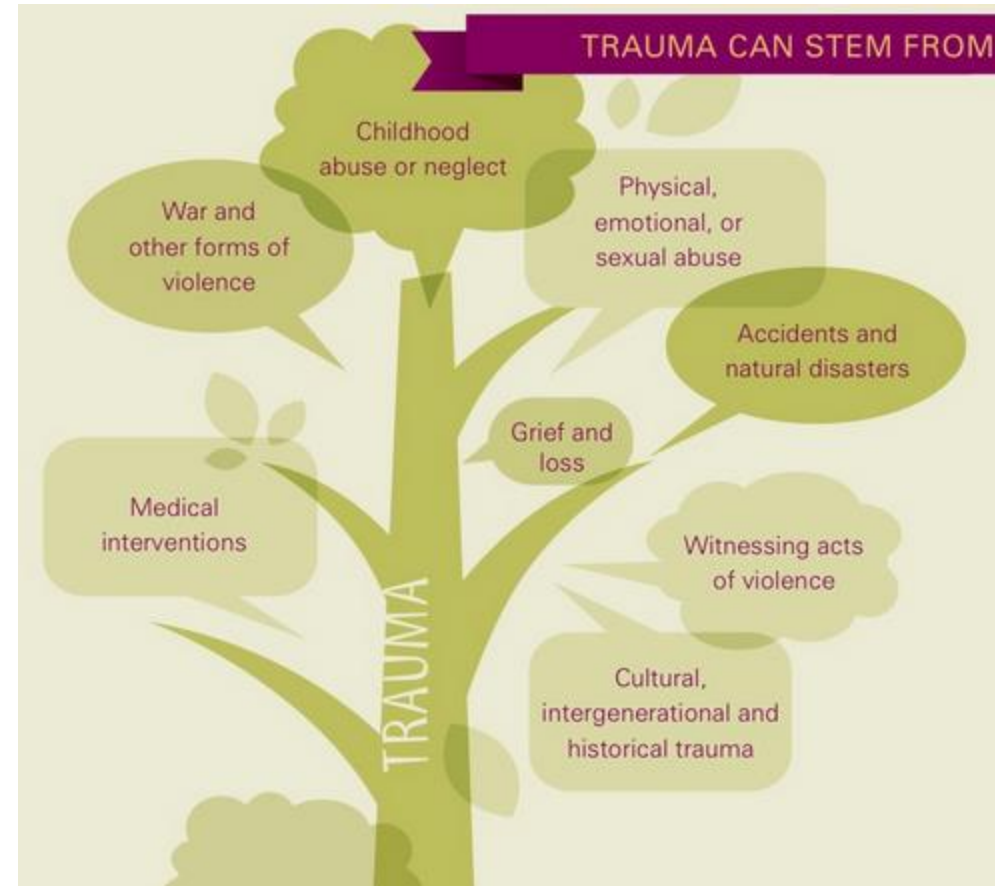 TRAUMA CAN STEM FROM
Childhood
abuse or neglect
War and
other forms of
violence
Physical,
emotional, or
sexual abuse
Accidents and
natural disasters
Grief and
loss
Medical
interventions
Witnessing acts
of violence
Cultural,
intergenerational and
historical trauma
TRAUMA